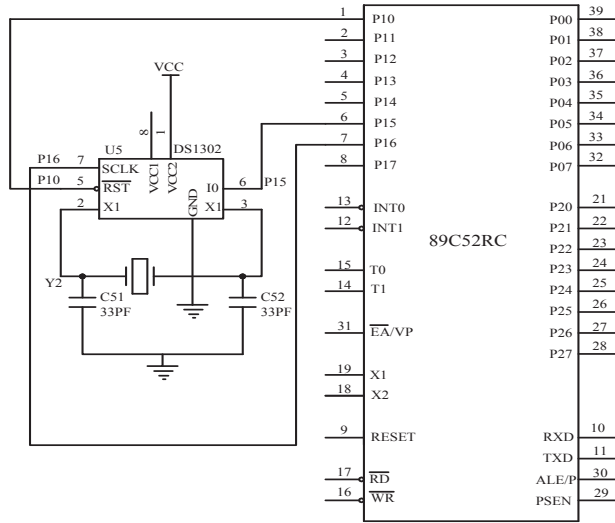 1 P10 P00 39
2 P11 P01 38
VCC 3 P12 P02 37
4 P13 P03 36
5 P14 P04 35
8 1 6 P15 P05 34
U5 DS1302 7 P16 P06 33
P16 7 SCLK VCC1 VCC2 8 P17 P07 32
P10 5 RST I0 6 P15
2 X1 GND X1 3 13 INT0 P20 21
12 INT1 P21 22
89C52RC
P22 23
Y2 15 T0 P23 24
C51 C52 14 T1 P24 25
33PF 33PF P25 26
31 EA/VP P26 27
P27 28
19 X1
18 X2
9 RESET RXD 10
TXD 11
17 RD ALE/P 30
16 WR PSEN 29